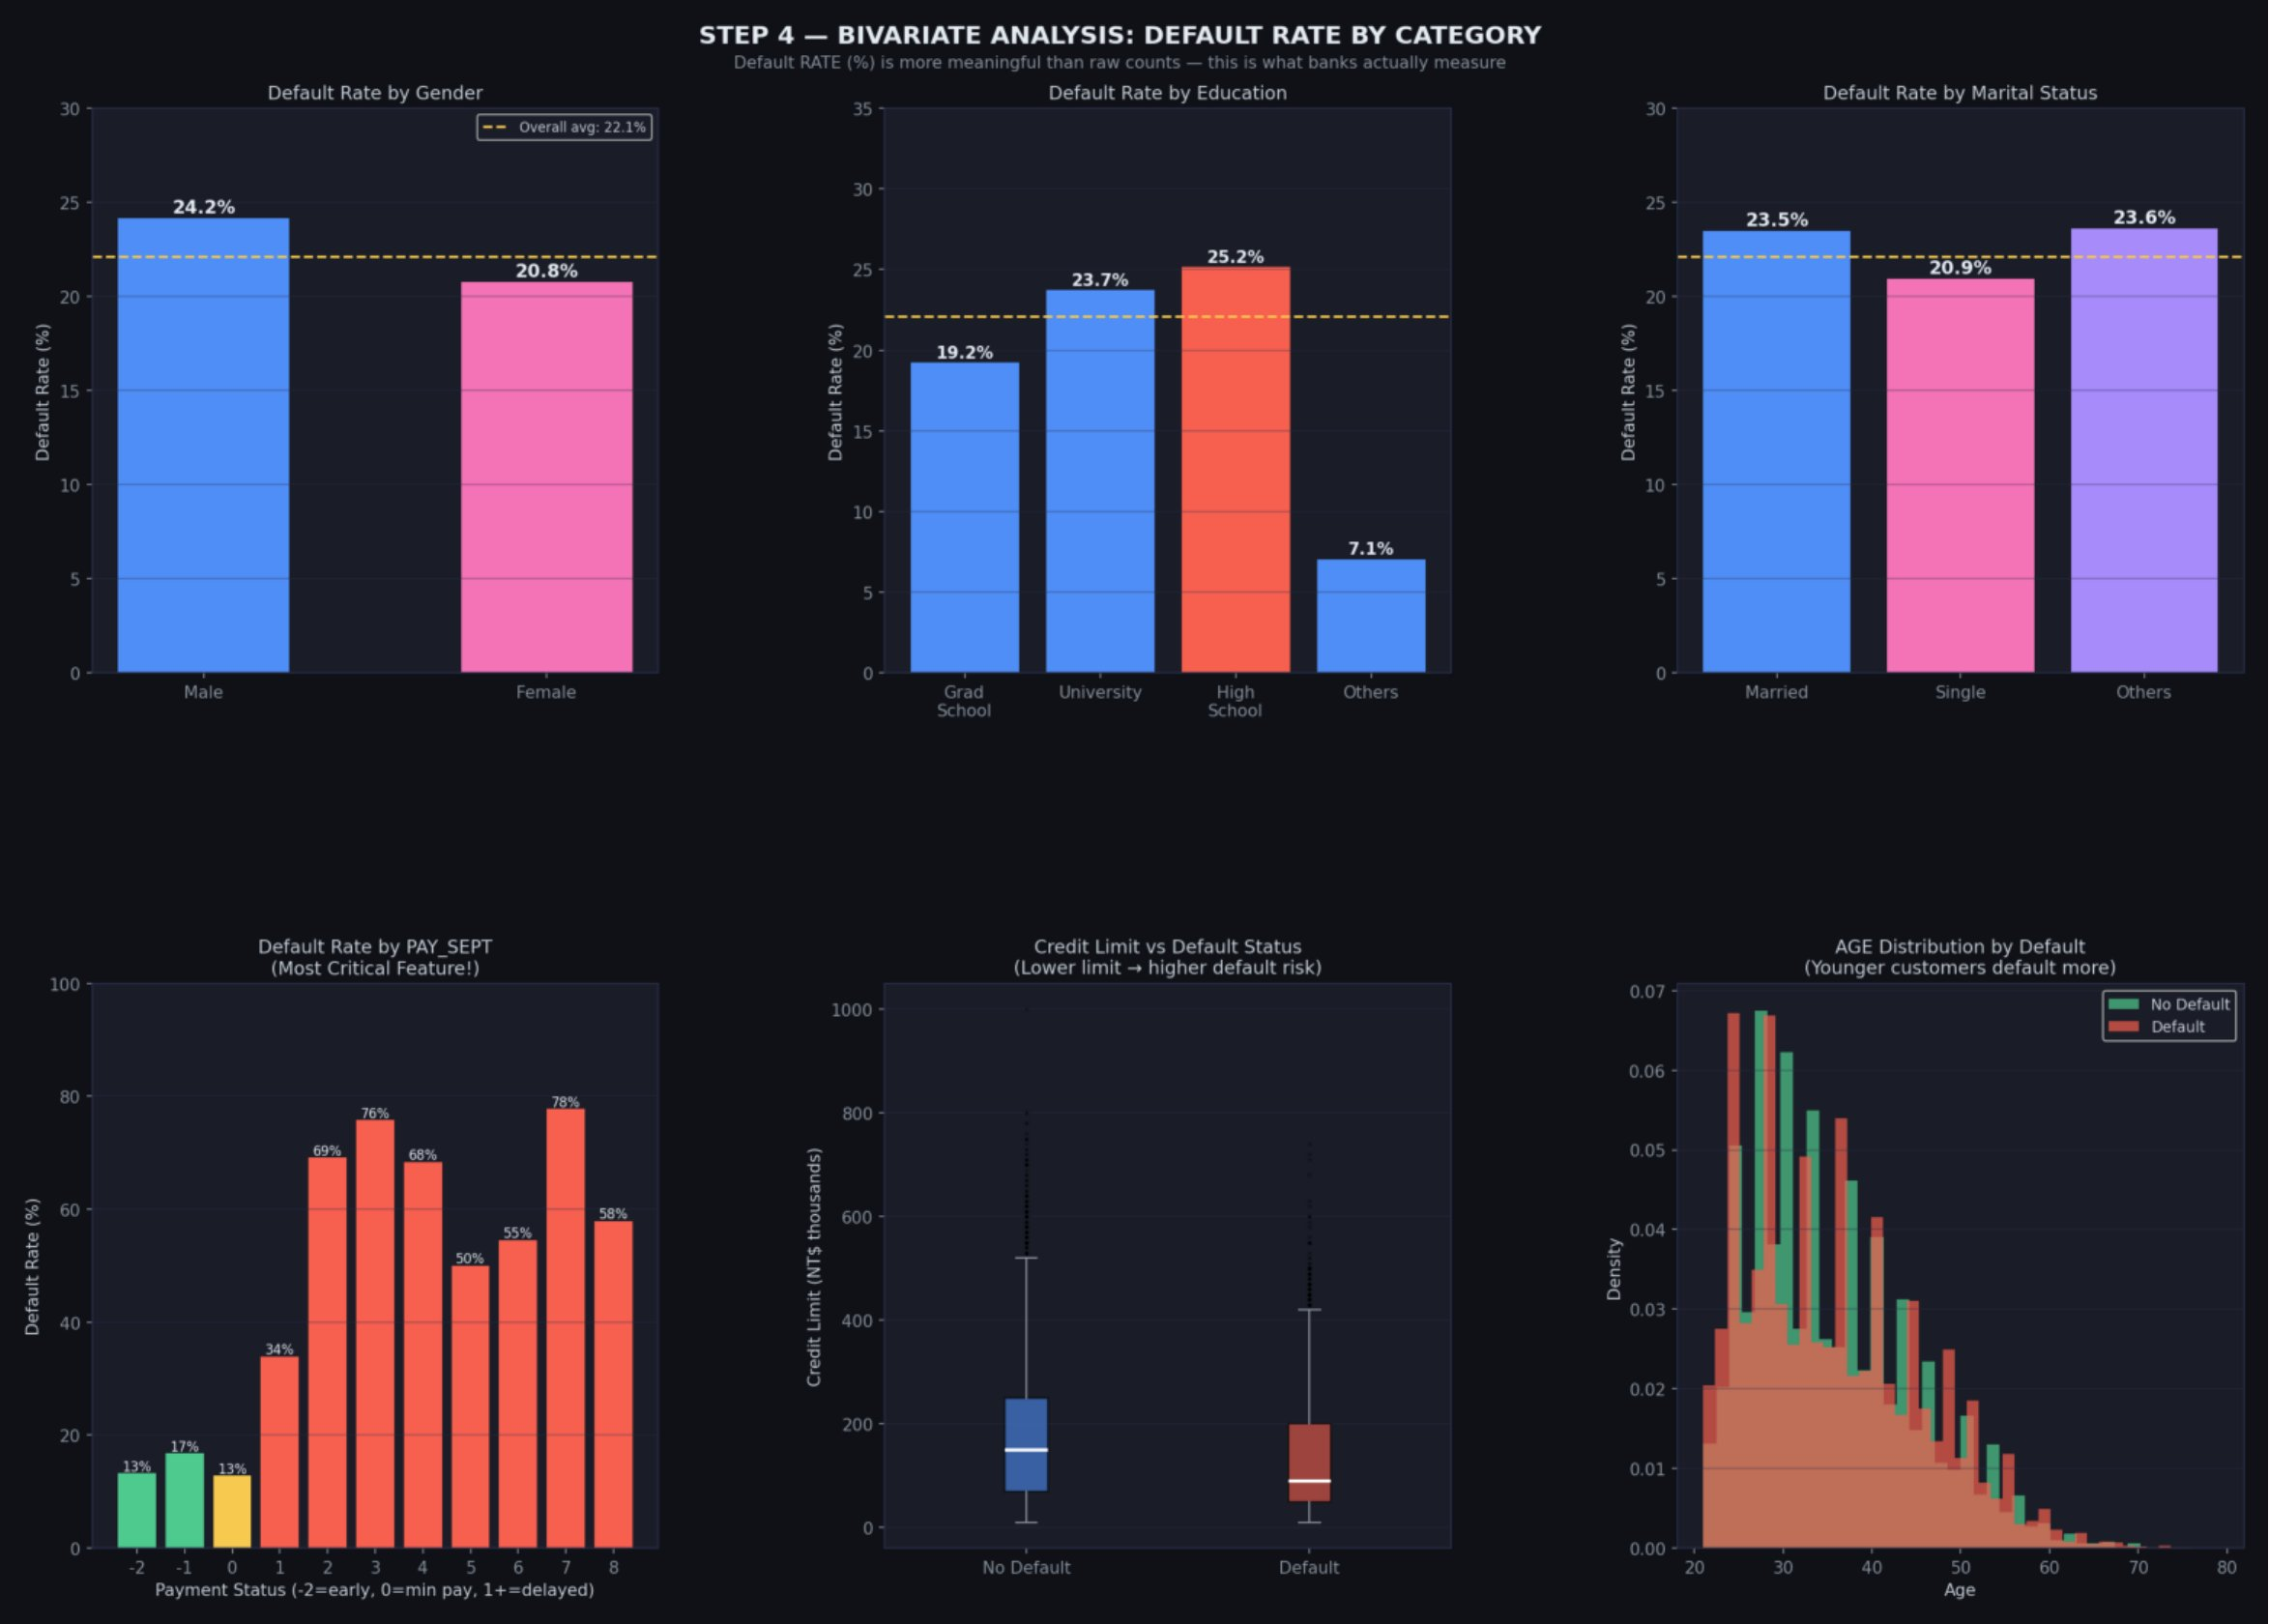 STEP 4 — BIVARIATE ANALYSIS: DEFAULT RATE BY CATEGORY
Default RATE (%) is more meaningful than raw counts — this is what banks actually measure
Default Rate by Gender
30
25
20
15
10
5
0
Default Rate (%)
Overall avg: 22.1%
24.2%
20.8%
Male
Female
Default Rate by Education
35
30
25
20
15
10
5
0
Default Rate (%)
19.2%
23.7%
25.2%
7.1%
Grad
School
University
High
School
Others
Default Rate by Marital Status
30
25
20
15
10
5
0
Default Rate (%)
23.5%
20.9%
23.6%
Married
Single
Others
Default Rate by PAY_SEPT
(Most Critical Feature!)
100
80
60
40
20
0
Default Rate (%)
13%
17%
13%
34%
69%
76%
68%
50%
55%
78%
58%
-2 -1 0 1 2 3 4 5 6 7 8
Payment Status (-2=early, 0=min pay, 1+=delayed)
Credit Limit vs Default Status
(Lower limit → higher default risk)
1000
800
600
400
200
0
Credit Limit (NT$ thousands)
No Default
Default
AGE Distribution by Default
(Younger customers default more)
0.07
0.06
0.05
0.04
0.03
0.02
0.01
0.00
Density
No Default
Default
20 30 40 50 60 70 80
Age